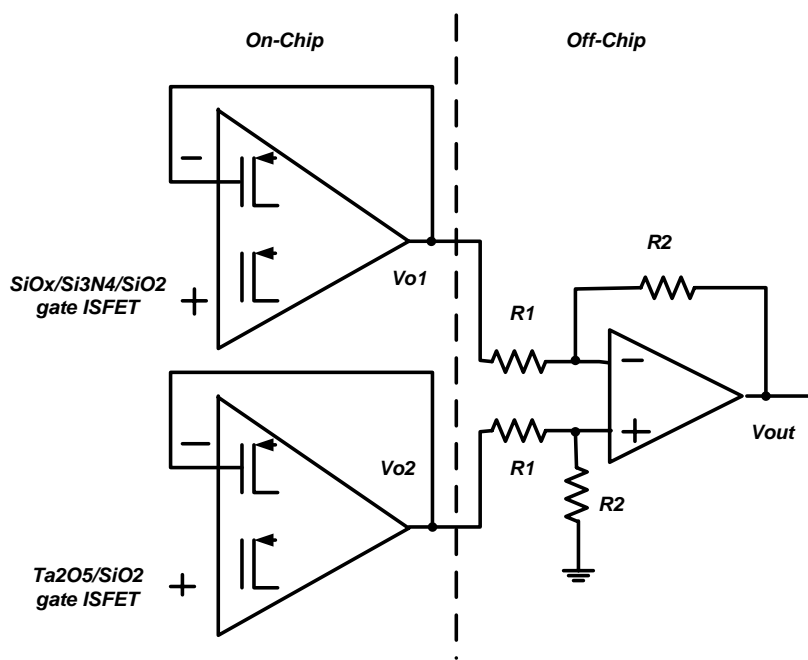 On-Chip
Off-Chip
−
SiOx/Si3N4/SiO2
gate ISFET
+
Vo1
R2
R1
−
+
Vout
R1
R2
−
Vo2
Ta2O5/SiO2
gate ISFET
+